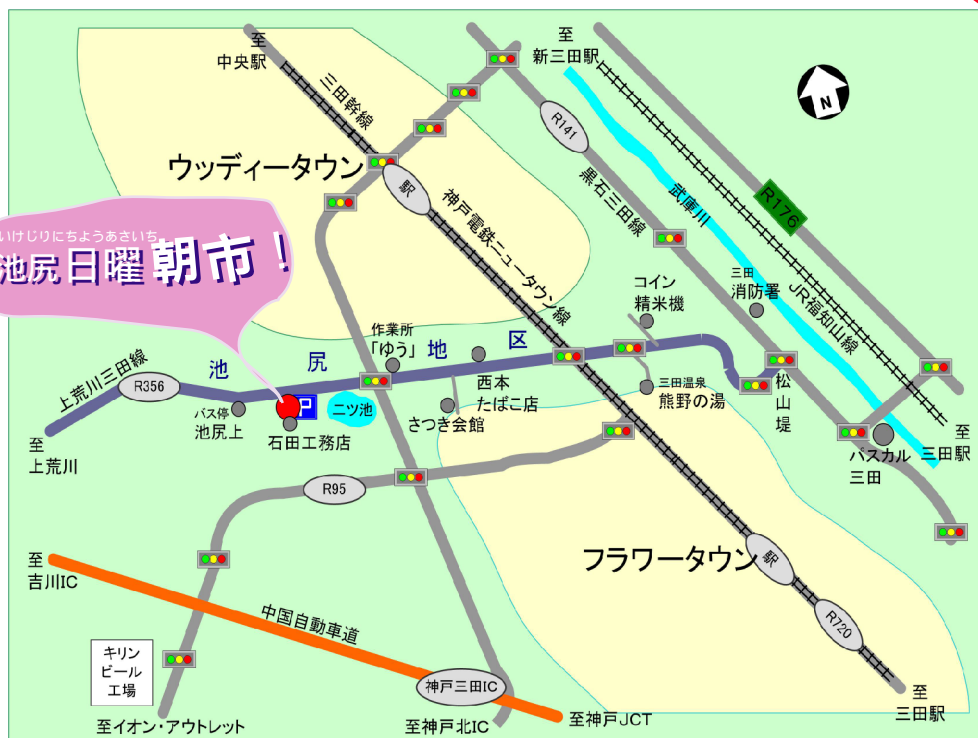 至
中央駅
三田幹線
ウッディータウン
駅
神戸電鉄ニュータウン線
至
新三田駅
R141
黒石三田線
武庫川
R176
JR福知山線
N
いけじりにちようあさいち
池尻日曜朝市!
コイン
精米機
三田
消防署
作業所
「ゆう」
池尻地区
上荒川三田線
R356
バス停
池尻上
P
石田工務店
二ツ池
さつき会館
西本
たばこ店
三田温泉
熊野の湯
松山堤
パスカル
三田
至
三田駅
至
上荒川
R95
至
吉川IC
中国自動車道
フラワータウン
駅
R720
キリン
ビール
工場
神戸三田IC
至イオン・アウトレット
至神戸北IC
至神戸JCT
至
三田駅